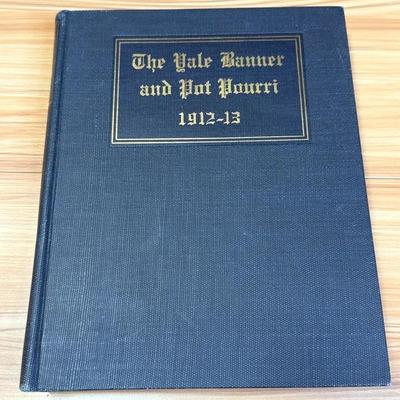 The Yale Banner
and Pot Pourri
1912-13